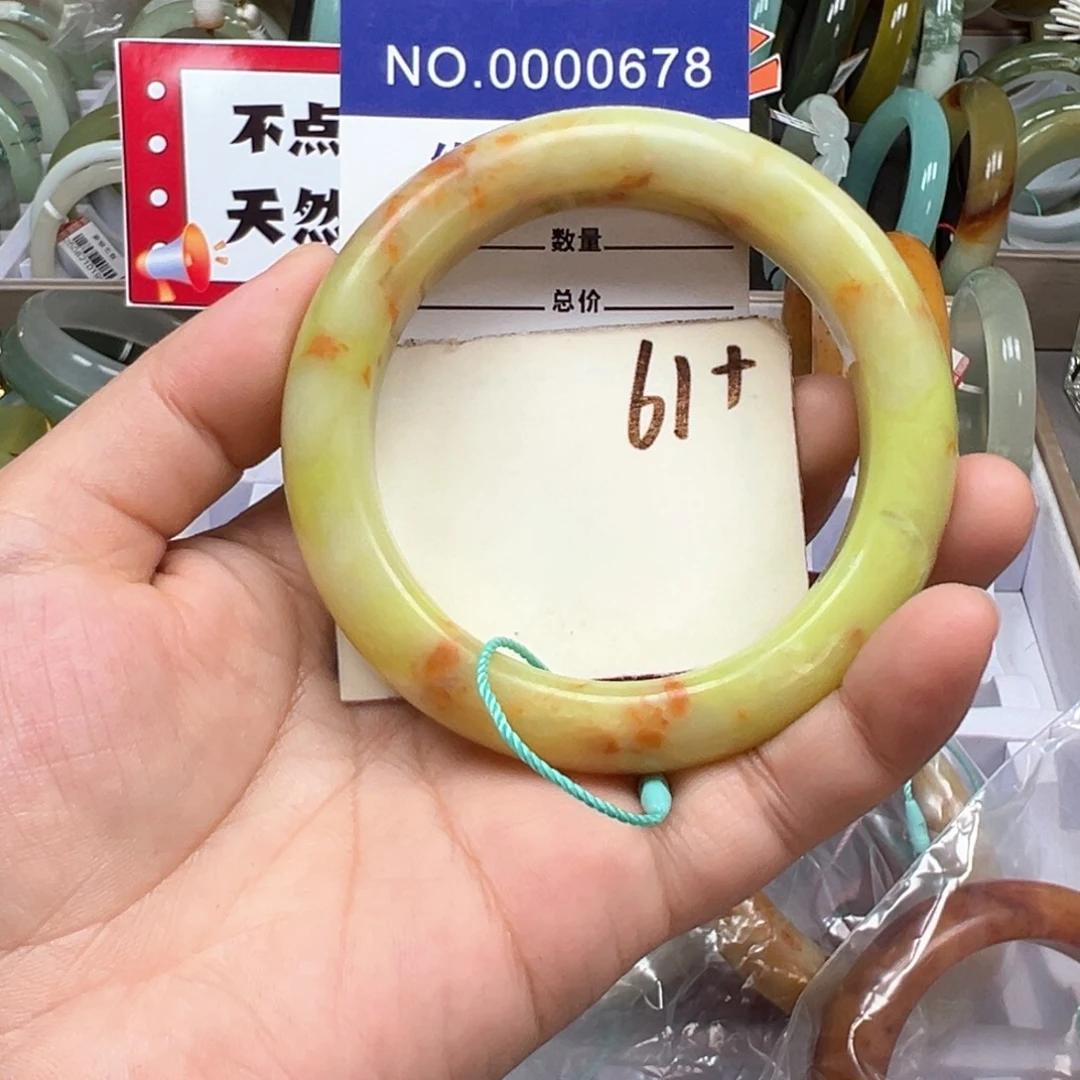 NO.0000678
不点
天然
数量
总价
61+